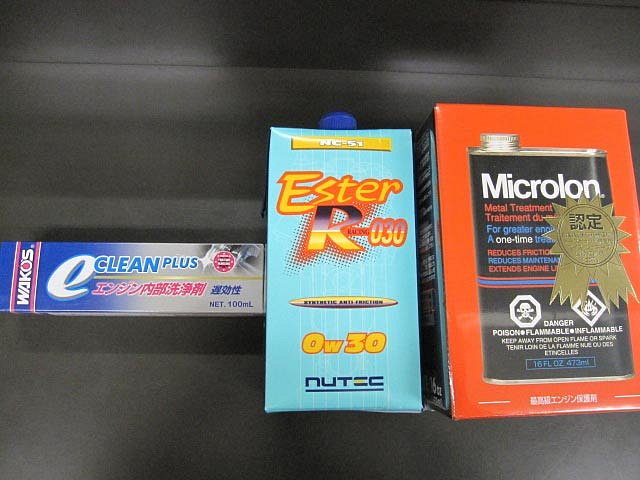 WAKO'S
e CLEAN PLUS
エンジン内部洗浄剤 遅効性
NET. 100mL
NC-51
Ester
R
RACING 030
SYNTHETIC ANTI-FRICTION
0W30
NUTEC
Microlon
Metal Treatment
Traitement du
For greater
A one-time
REDUCES FRICTION
REDUCES
EXTENDS ENGINE
認定
DANGER
POISON • FLAMMABLE • INFLAMMABLE
KEEP AWAY FROM OPEN FLAME OR SPARK
TENIR LOIN DE LA FLAMME NUE OU DES
ETINCELLES
16 FL OZ 473ml
最高級エンジン保護剤